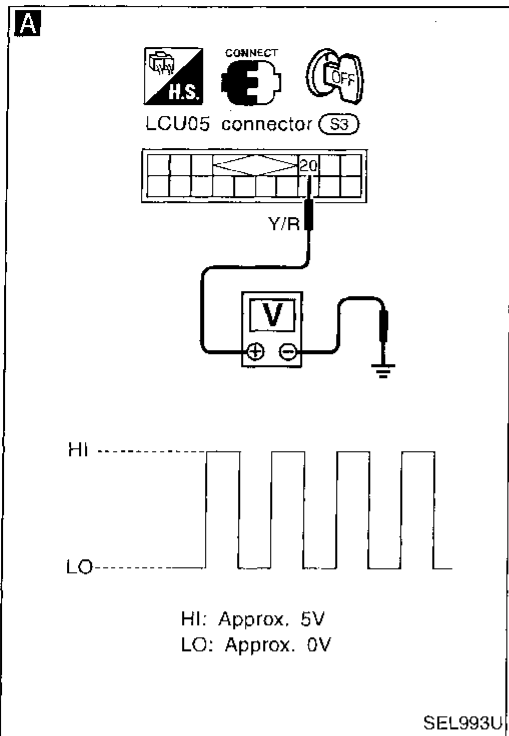 A
CONNECT
H.S.
OFF
LCU05 connector S3
20
Y/R
V
+ −
HI
LO
HI: Approx. 5V
LO: Approx. 0V
SEL993U